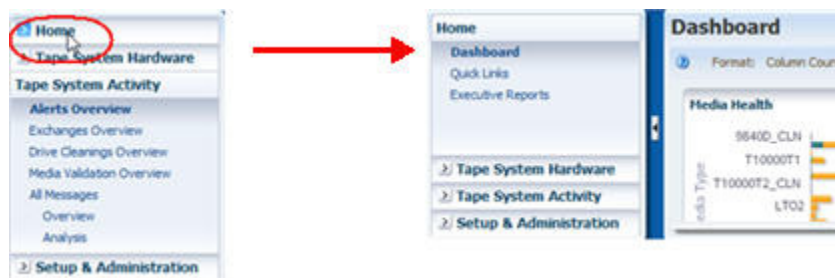 Home
Tape System Hardware
Tape System Activity
Alerts Overview
Exchanges Overview
Drive Cleanings Overview
Media Validation Overview
All Messages
Overview
Analysis
Setup & Administration
Home
Dashboard
Quick Links
Executive Reports
Tape System Hardware
Tape System Activity
Setup & Administration
Dashboard
Format: Column Coun
Media Health
9840D_CLN
T10000T1
T10000T2_CLN
LTO2
edia Type